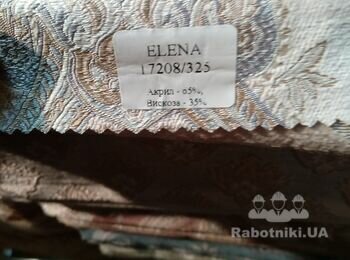 ELENA
17208/325
Акрил - 65%,
Вискоза - 35%,
Rabotniki.UA